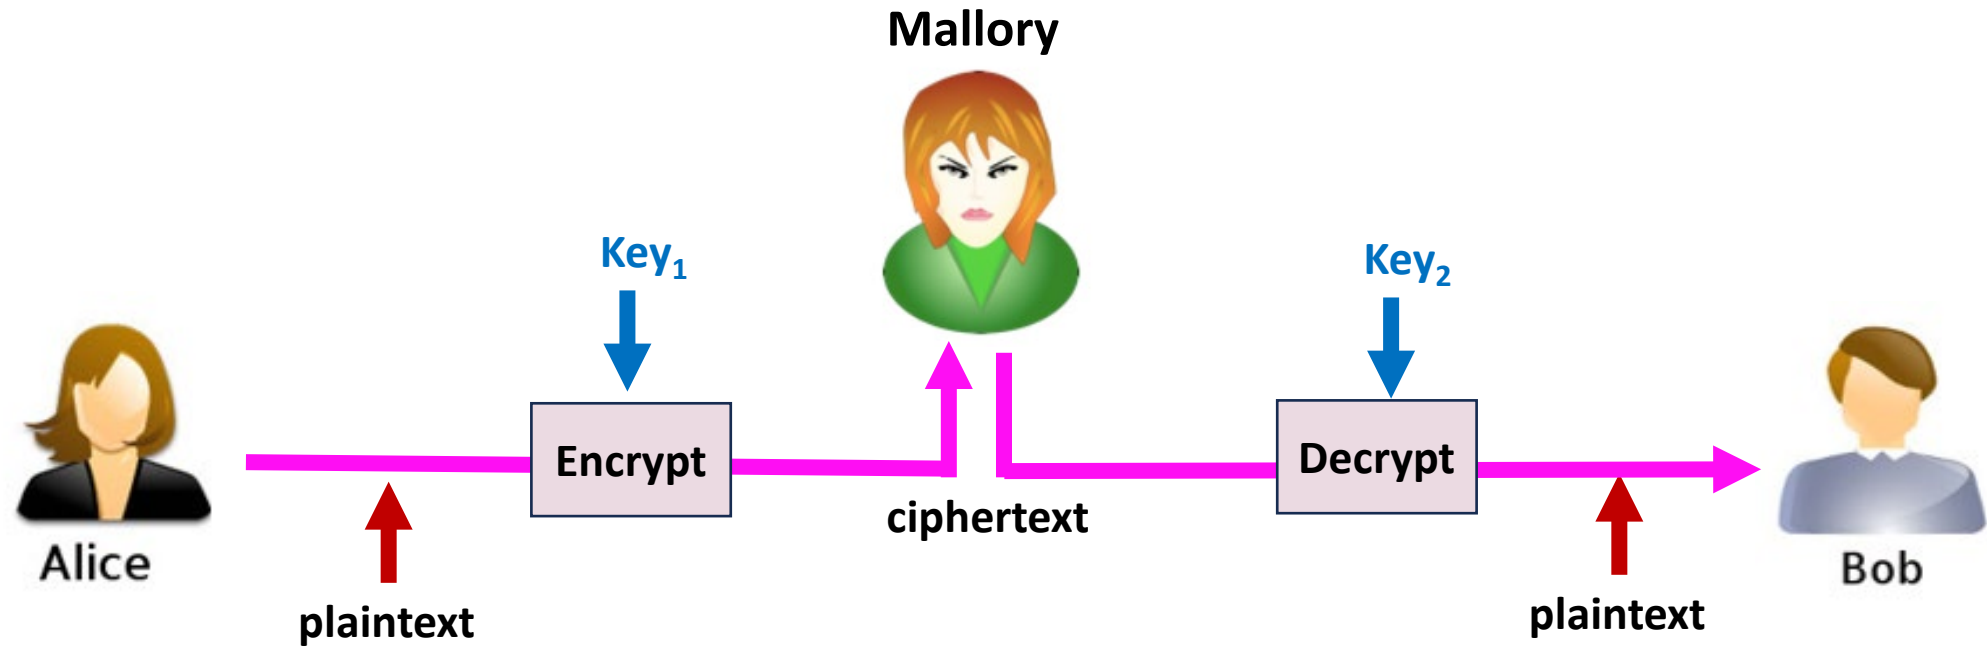 Mallory
Key₁
Key₂
Encrypt
Decrypt
ciphertext
Alice
Bob
plaintext
plaintext